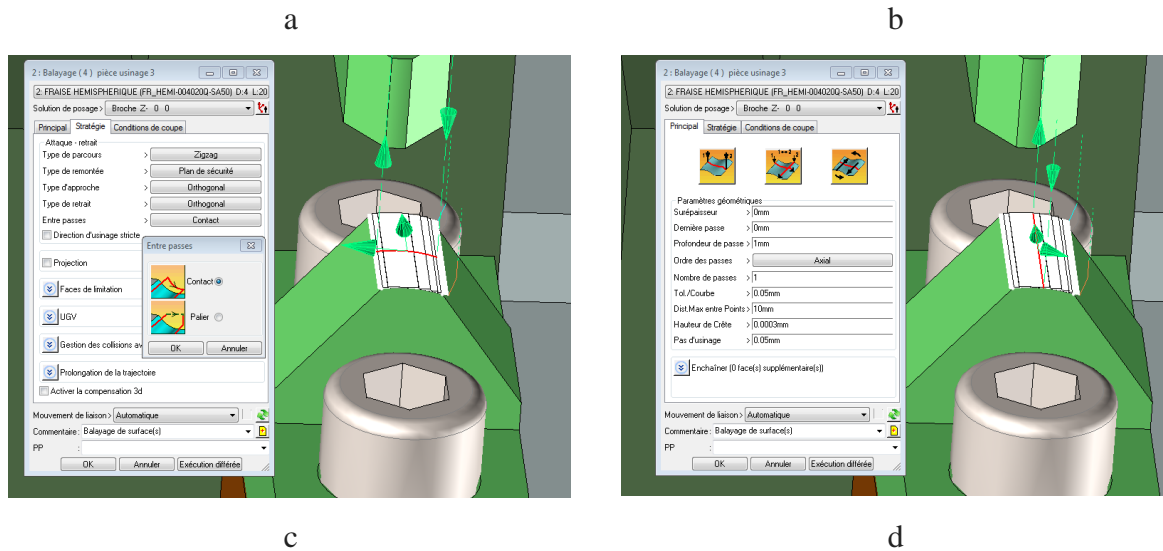 a
b
2: Balayage ( 4 ) pièce usinage 3
2: FRAISE HEMISPHERIQUE (FR_HEMI-004020Q-SA50) D:4 L:20
Solution de posage > Broche Z- 0 0
Principal Stratégie Conditions de coupe
Attaque - retrait
Type de parcours > Zigzag
Type de remontée > Plan de sécurité
Type d'approche > Orthogonal
Type de retrait > Orthogonal
Entre passes > Contact
Direction d'usinage stricte
Entre passes
Projection
Contact
Faces de limitation
Palier
UGV
Gestion des collisions av
OK Annuler
Prolongation de la trajectoire
Activer la compensation 3d
Mouvement de liaison > Automatique
Commentaire : Balayage de surface(s)
PP :
OK Annuler Exécution différée
2: Balayage ( 4 ) pièce usinage 3
2: FRAISE HEMISPHERIQUE (FR_HEMI-004020Q-SA50) D:4 L:20
Solution de posage > Broche Z- 0 0
Principal Stratégie Conditions de coupe
Paramètres géométriques
Surépaisseur > 0mm
Dernière passe > 0mm
Profondeur de passe > 1mm
Ordre des passes > Axial
Nombre de passes > 1
Tol./Courbe > 0.05mm
Dist.Max entre Points > 10mm
Hauteur de Crête > 0.0003mm
Pas d'usinage > 0.05mm
Enchaîner (0 face(s) supplémentaire(s))
Mouvement de liaison > Automatique
Commentaire : Balayage de surface(s)
PP :
OK Annuler Exécution différée
c
d